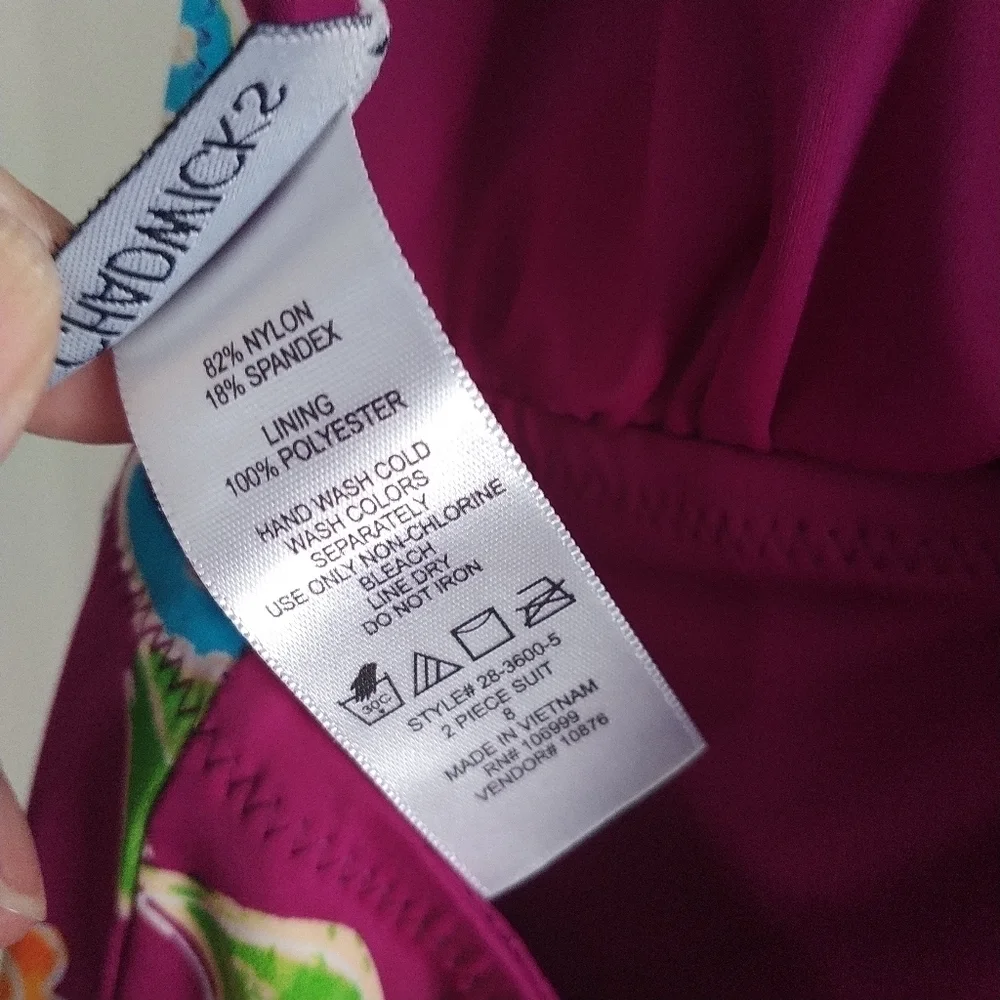 CHADWICK'S
82% NYLON
18% SPANDEX
LINING
100% POLYESTER
HAND WASH COLD
WASH COLORS
SEPARATELY
USE ONLY NON-CHLORINE
BLEACH
LINE DRY
DO NOT IRON
30C
STYLE# 28-3600-5
2 PIECE SUIT
8
MADE IN VIETNAM
RN# 106999
VENDOR# 10876